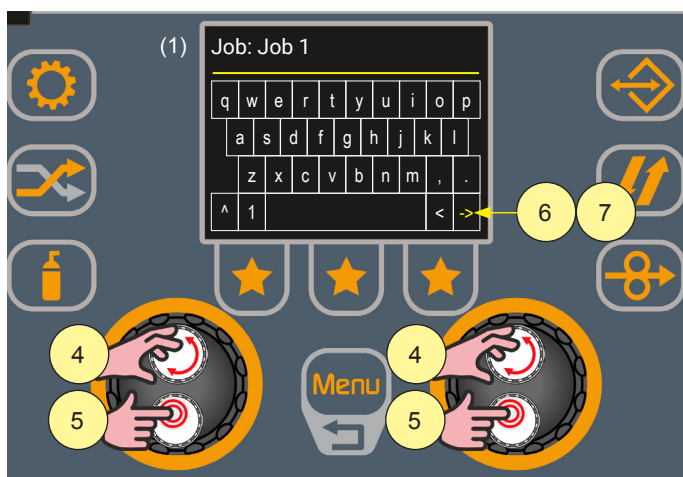 (1) Job: Job 1
q w e r t y u i o p
a s d f g h j k l
z x c v b n m , .
^ 1 < ->
6 7
4 4
Menu
5 5